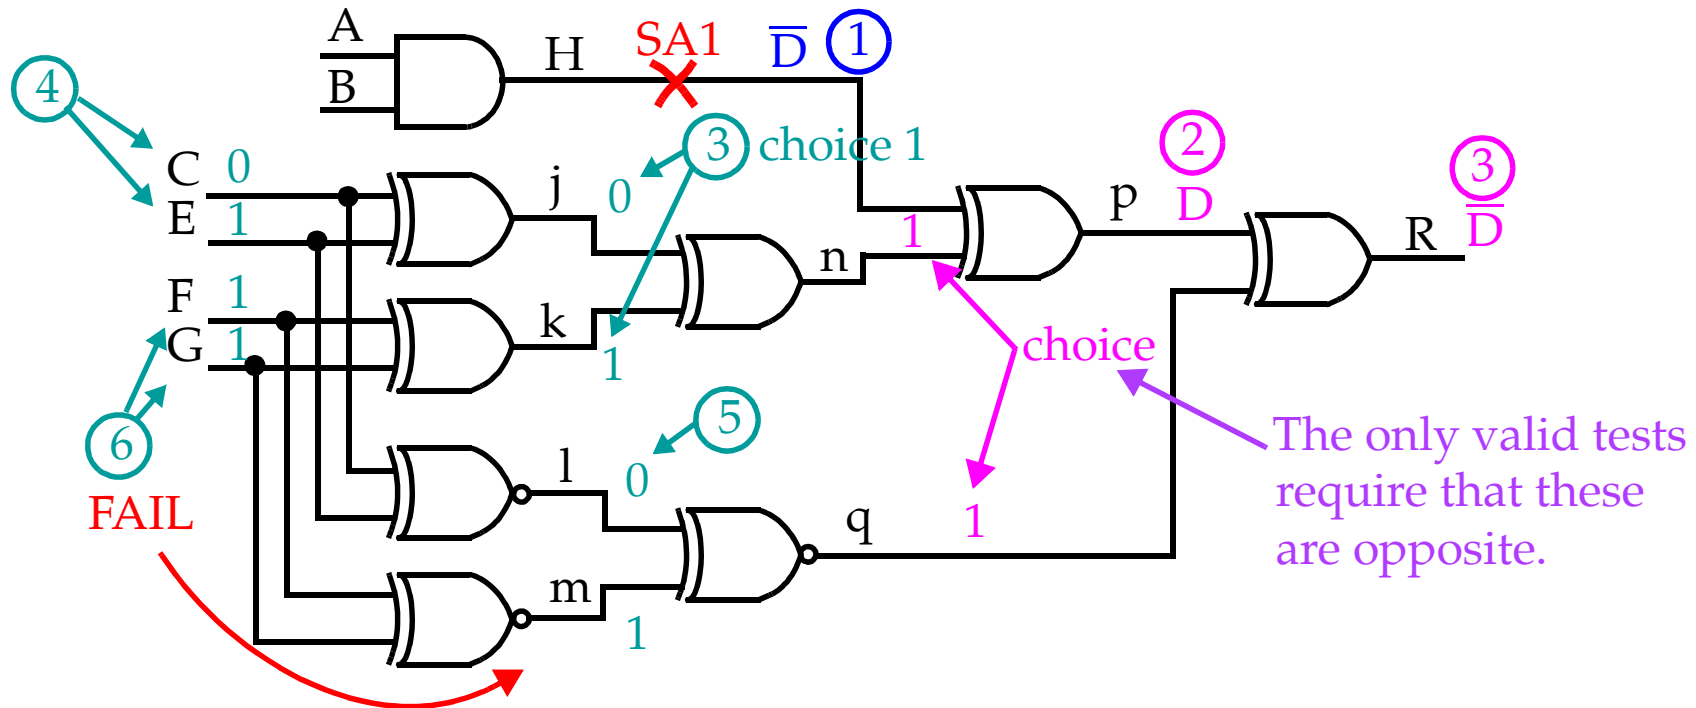 A
B
H
SA1
D̅
1
4
C
0
E
1
F
1
G
1
3
choice 1
j
0
k
1
n
1
p
2
D
3
R
D̅
choice
1
5
6
FAIL
l
0
m
1
q
The only valid tests
require that these
are opposite.